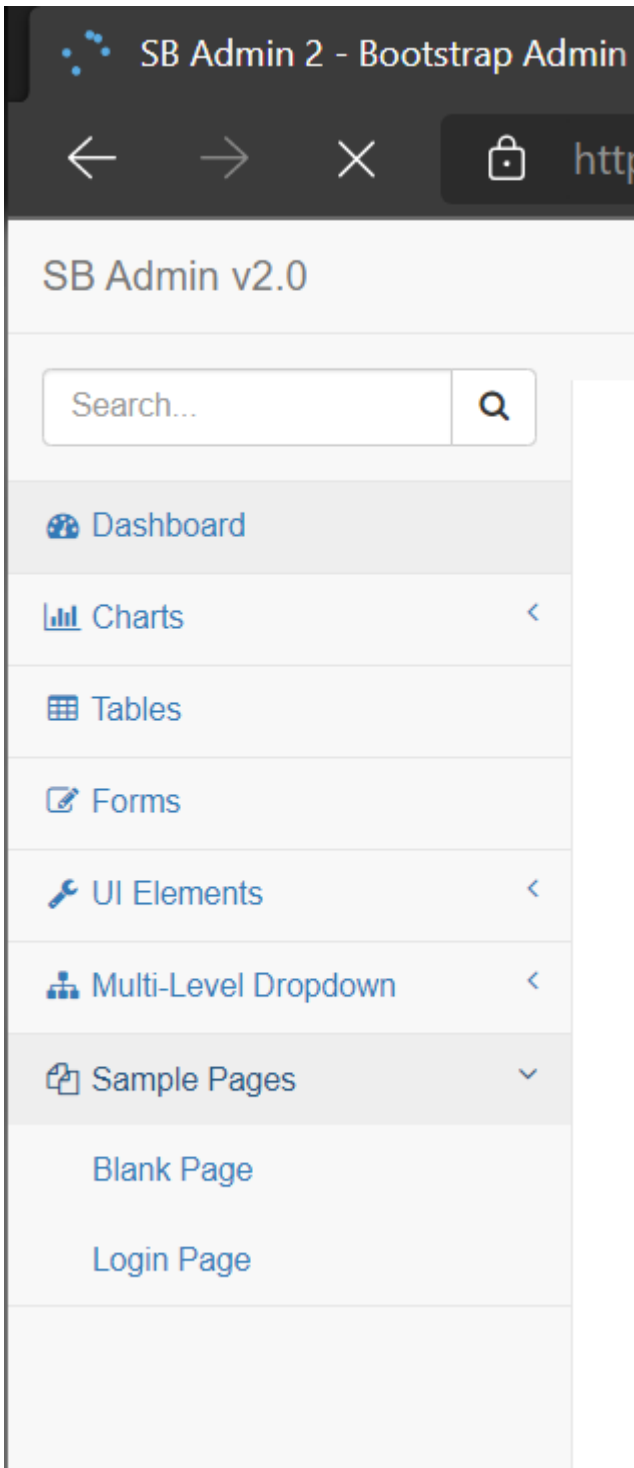 SB Admin 2 - Bootstrap Admin
http
SB Admin v2.0
Search...
Dashboard
Charts
Tables
Forms
UI Elements
Multi-Level Dropdown
Sample Pages
Blank Page
Login Page